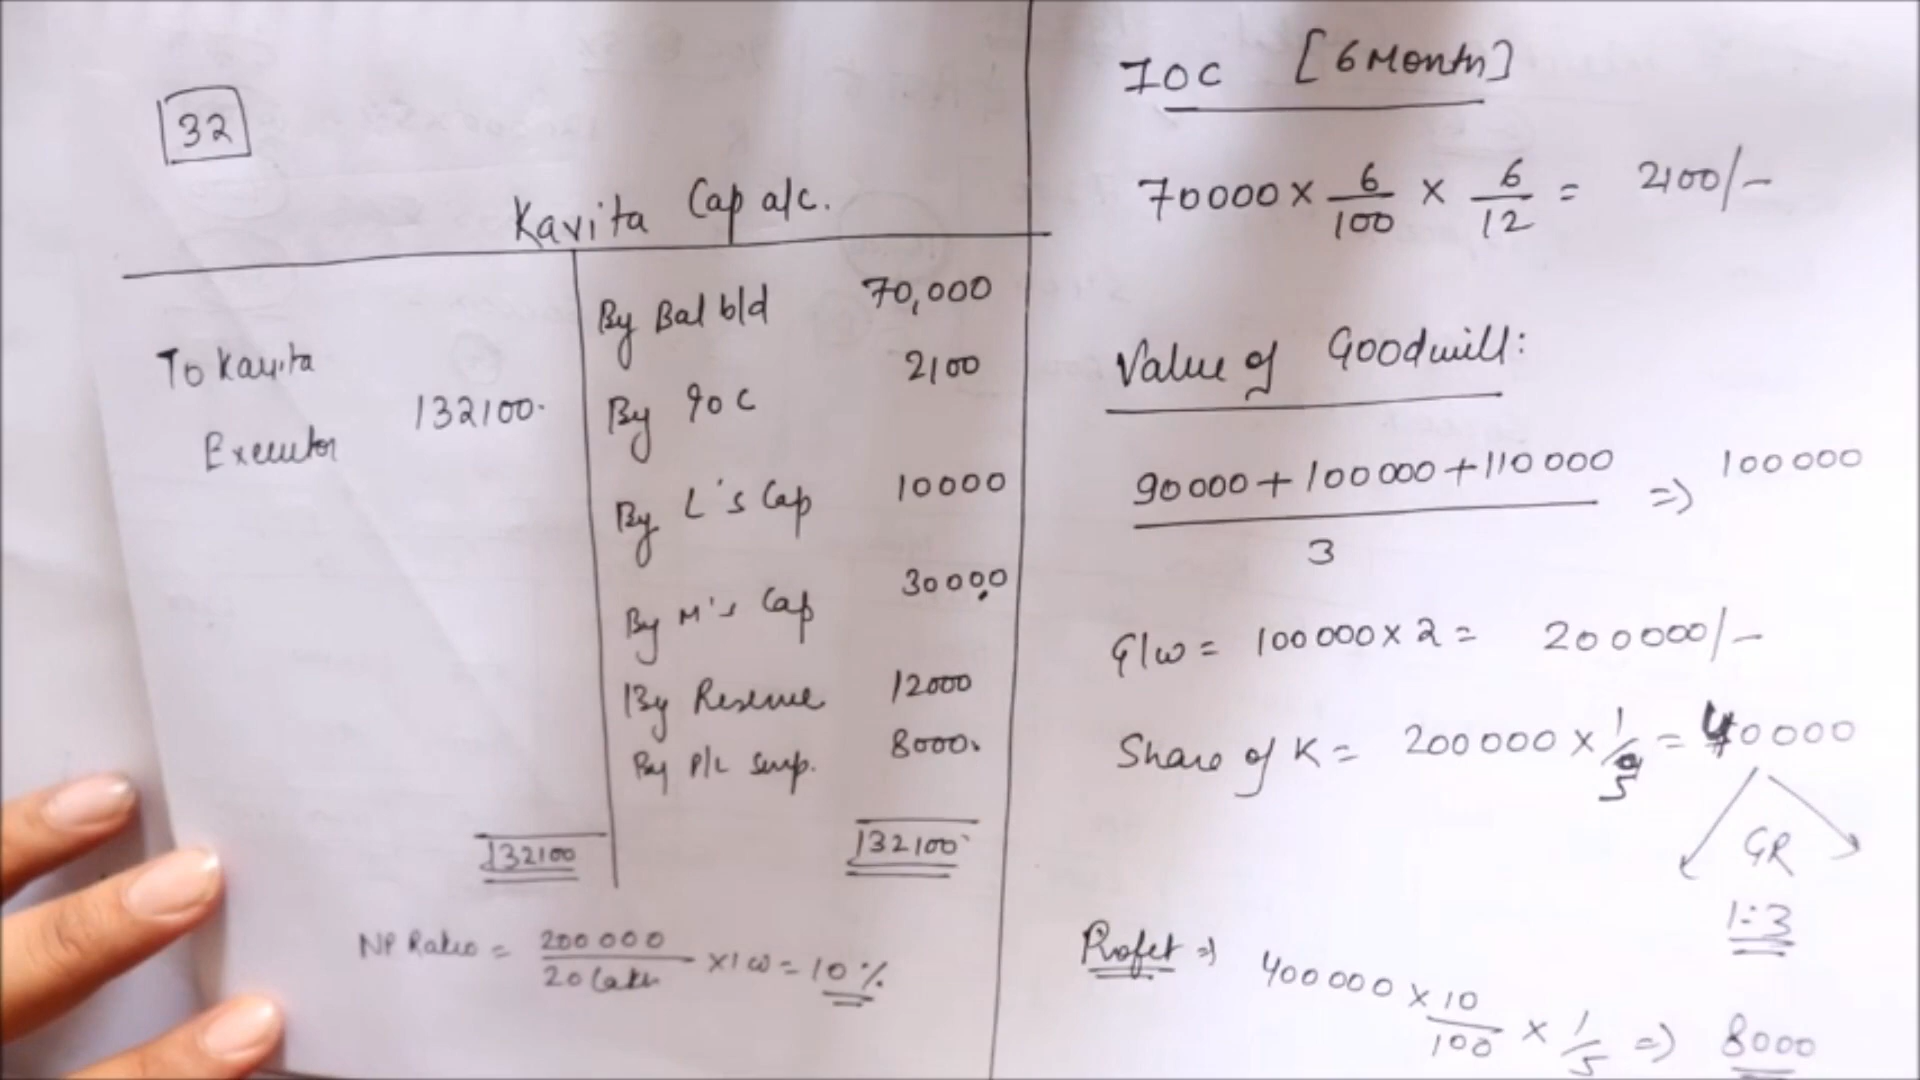 32
Kavita Cap a/c.
To Kavita
Executor 132100.
132100
By Bal b/d 70,000
By IOC 2100
By L's Cap 10000
By M's Cap 30000
By Reserve 12000
By P/L Susp. 8000.
132100
NP Ratio = 200000 / 20 lakh × 100 = 10%
IOC [6 Month]
70000 × 6/100 × 6/12 = 2100/-
Value of Goodwill:
90000 + 100000 + 110000 / 3 => 100000
G/w = 100000 × 2 = 200000/-
Share of K = 200000 × 1/5 = 40000
GR
1:3
Profit => 400000 × 10/100 × 1/5 => 8000